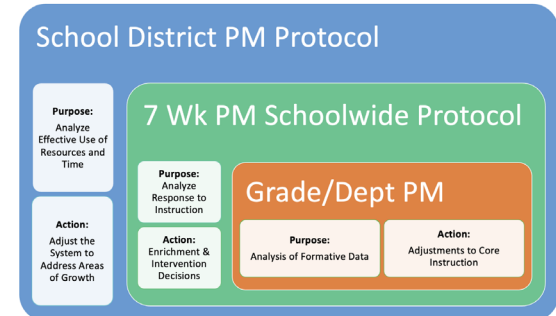 School District PM Protocol
Purpose:
Analyze
Effective Use of
Resources and
Time
Action:
Adjust the
System to
Address Areas
of Growth
7 Wk PM Schoolwide Protocol
Purpose:
Analyze
Response to
Instruction
Action:
Enrichment &
Intervention
Decisions
Grade/Dept PM
Purpose:
Analysis of Formative Data
Action:
Adjustments to Core
Instruction